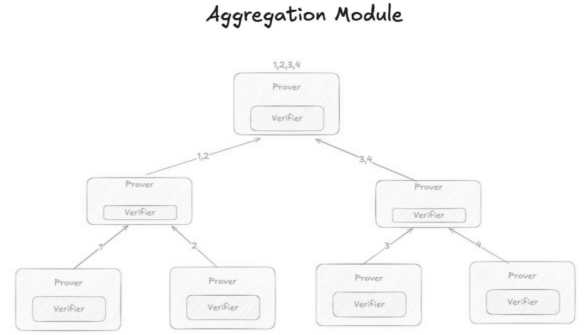 Aggregation Module
1,2,3,4
Prover
Verifier
1,2
3,4
Prover
Verifier
Prover
Verifier
1
2
3
4
Prover
Verifier
Prover
Verifier
Prover
Verifier
Prover
Verifier